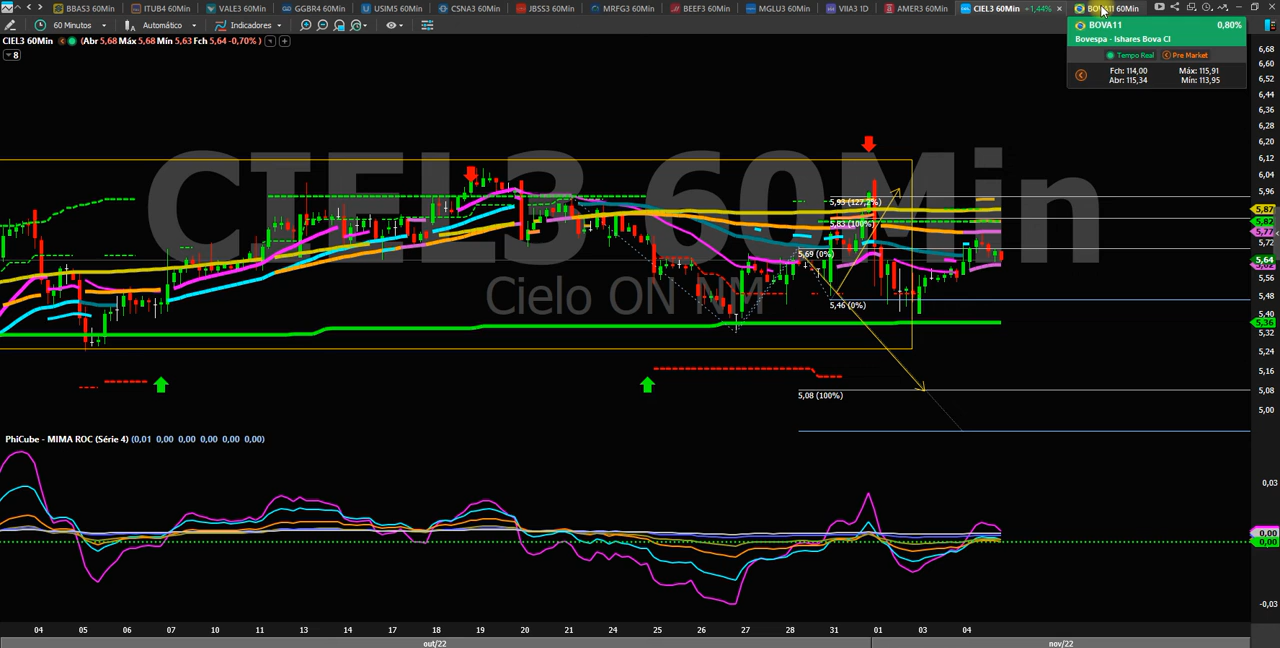 BBAS3 60Min ITUB4 60Min VALE3 60Min GGBR4 60Min USIM5 60Min CSNA3 60Min JBSS3 60Min MRFG3 60Min BEEF3 60Min MGLU3 60Min VIIA3 1D AMER3 60Min CIEL3 60Min +1,44% × 60Min
60 Minutos Automático Indicadores
CIEL3 60Min (Abr 5,68 Máx 5,68 Mín 5,63 Fch 5,64 -0,70% )
8
BOVA11 0,80%
Bovespa - Ishares Bova CI
Tempo Real Pre Market
Fch: 114,00 Máx: 115,91
Abr: 115,34 Mín: 113,95
CIEL3 60Min
Cielo ON NM
6,68
6,60
6,52
6,44
6,36
6,28
6,20
6,12
6,04
5,96
5,87
5,82
5,77
5,72
5,64
5,56
5,48
5,40
5,36
5,32
5,24
5,16
5,08
5,00
5,93 (127,2%)
5,83 (100%)
5,69 (0%)
5,46 (0%)
5,08 (100%)
PhiCube - MIMA ROC (Série 4) (0,01 0,00 0,00 0,00 0,00 0,00)
0,03
0,00
0,00
-0,03
04 05 06 07 10 11 13 14 17 18 19 20 21 24 25 26 27 28 31 01 03 04
out/22 nov/22